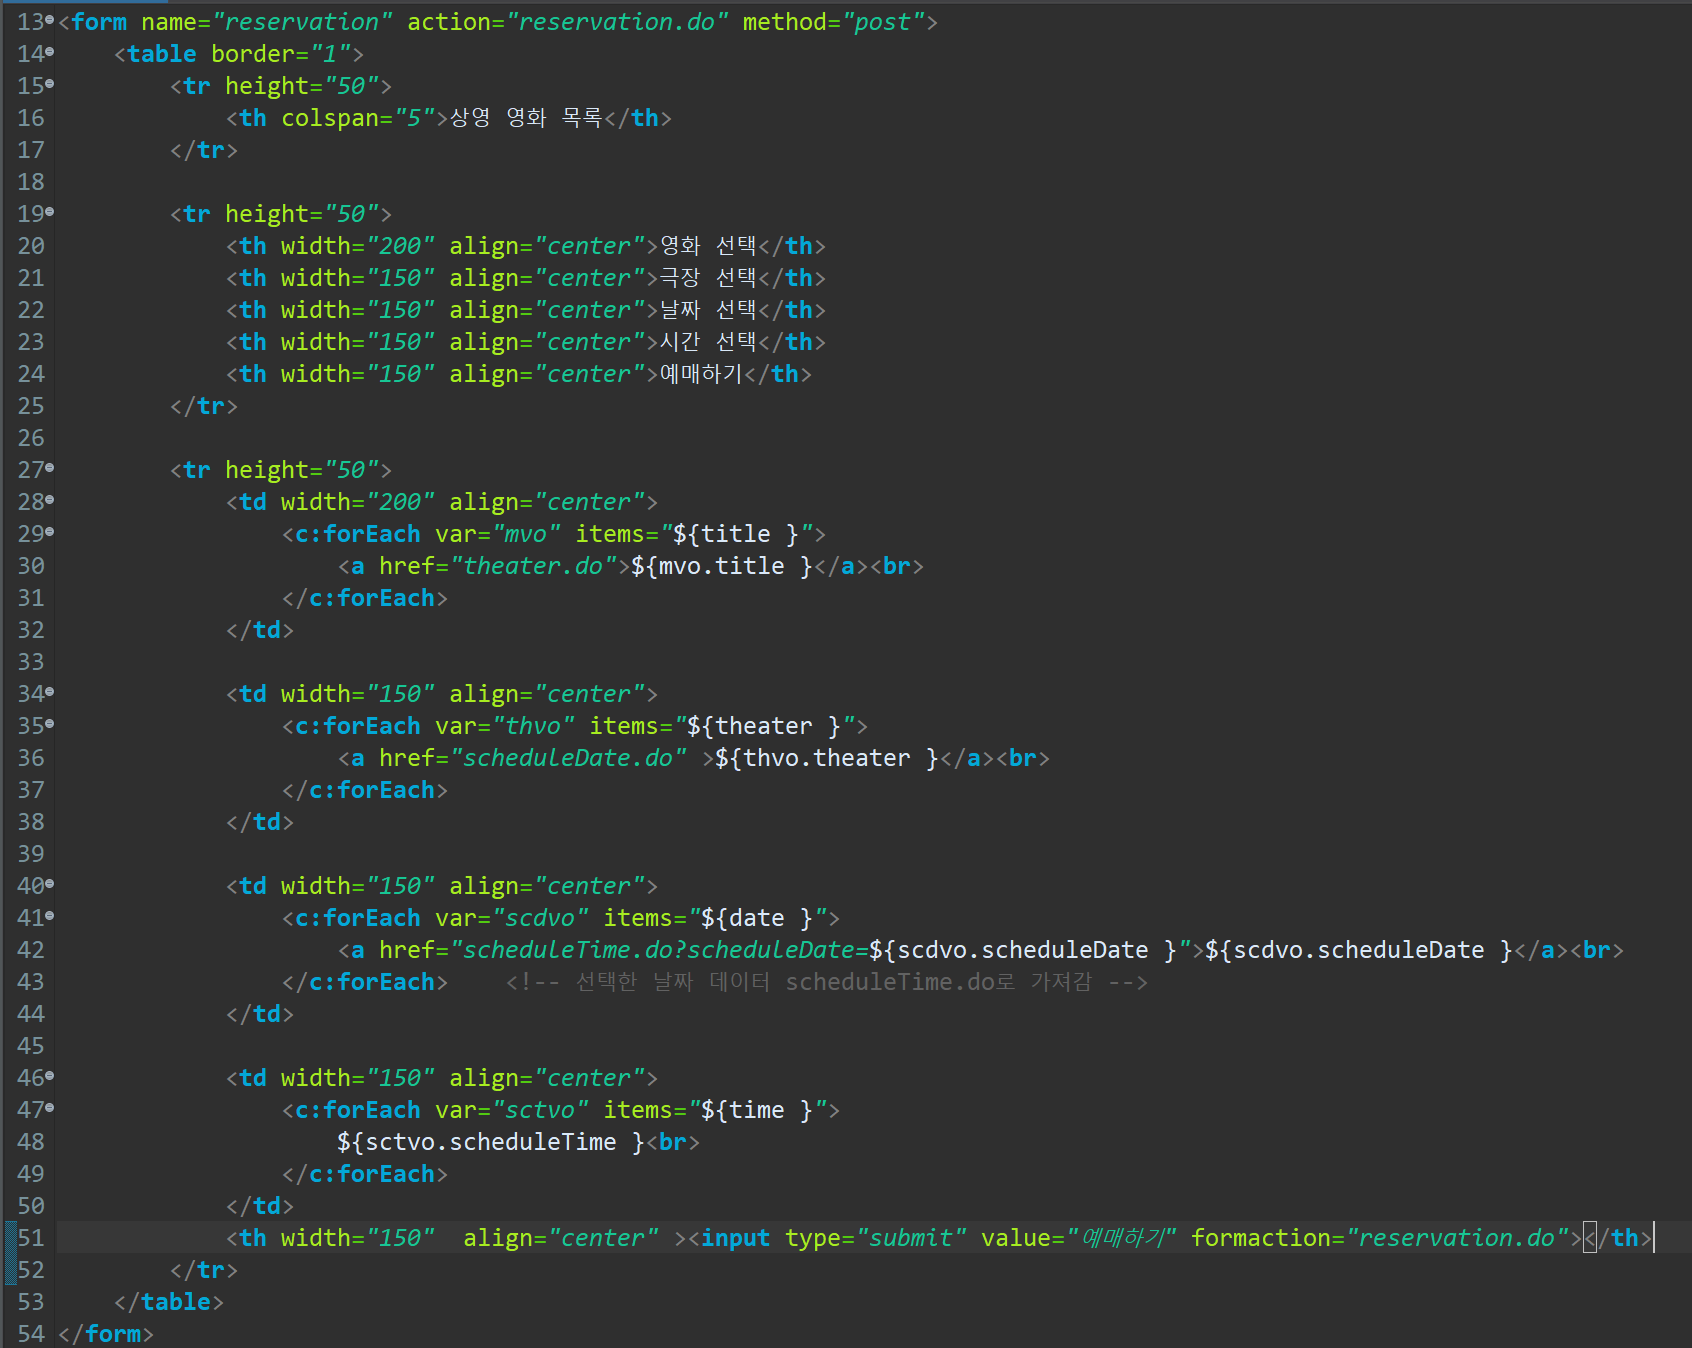 13 <form name="reservation" action="reservation.do" method="post">
14     <table border="1">
15         <tr height="50">
16             <th colspan="5">상영 영화 목록</th>
17         </tr>
18
19         <tr height="50">
20             <th width="200" align="center">영화 선택</th>
21             <th width="150" align="center">극장 선택</th>
22             <th width="150" align="center">날짜 선택</th>
23             <th width="150" align="center">시간 선택</th>
24             <th width="150" align="center">예매하기</th>
25         </tr>
26
27         <tr height="50">
28             <td width="200" align="center">
29                 <c:forEach var="mvo" items="${title }">
30                     <a href="theater.do">${mvo.title }</a><br>
31                 </c:forEach>
32             </td>
33
34             <td width="150" align="center">
35                 <c:forEach var="thvo" items="${theater }">
36                     <a href="scheduleDate.do" >${thvo.theater }</a><br>
37                 </c:forEach>
38             </td>
39
40             <td width="150" align="center">
41                 <c:forEach var="scdvo" items="${date }">
42                     <a href="scheduleTime.do?scheduleDate=${scdvo.scheduleDate }">${scdvo.scheduleDate }</a><br>
43                 </c:forEach>    <!-- 선택한 날짜 데이터 scheduleTime.do로 가져감 -->
44             </td>
45
46             <td width="150" align="center">
47                 <c:forEach var="sctvo" items="${time }">
48                     ${sctvo.scheduleTime }<br>
49                 </c:forEach>
50             </td>
51             <th width="150"  align="center" ><input type="submit" value="예매하기" formaction="reservation.do"></th>
52         </tr>
53     </table>
54 </form>